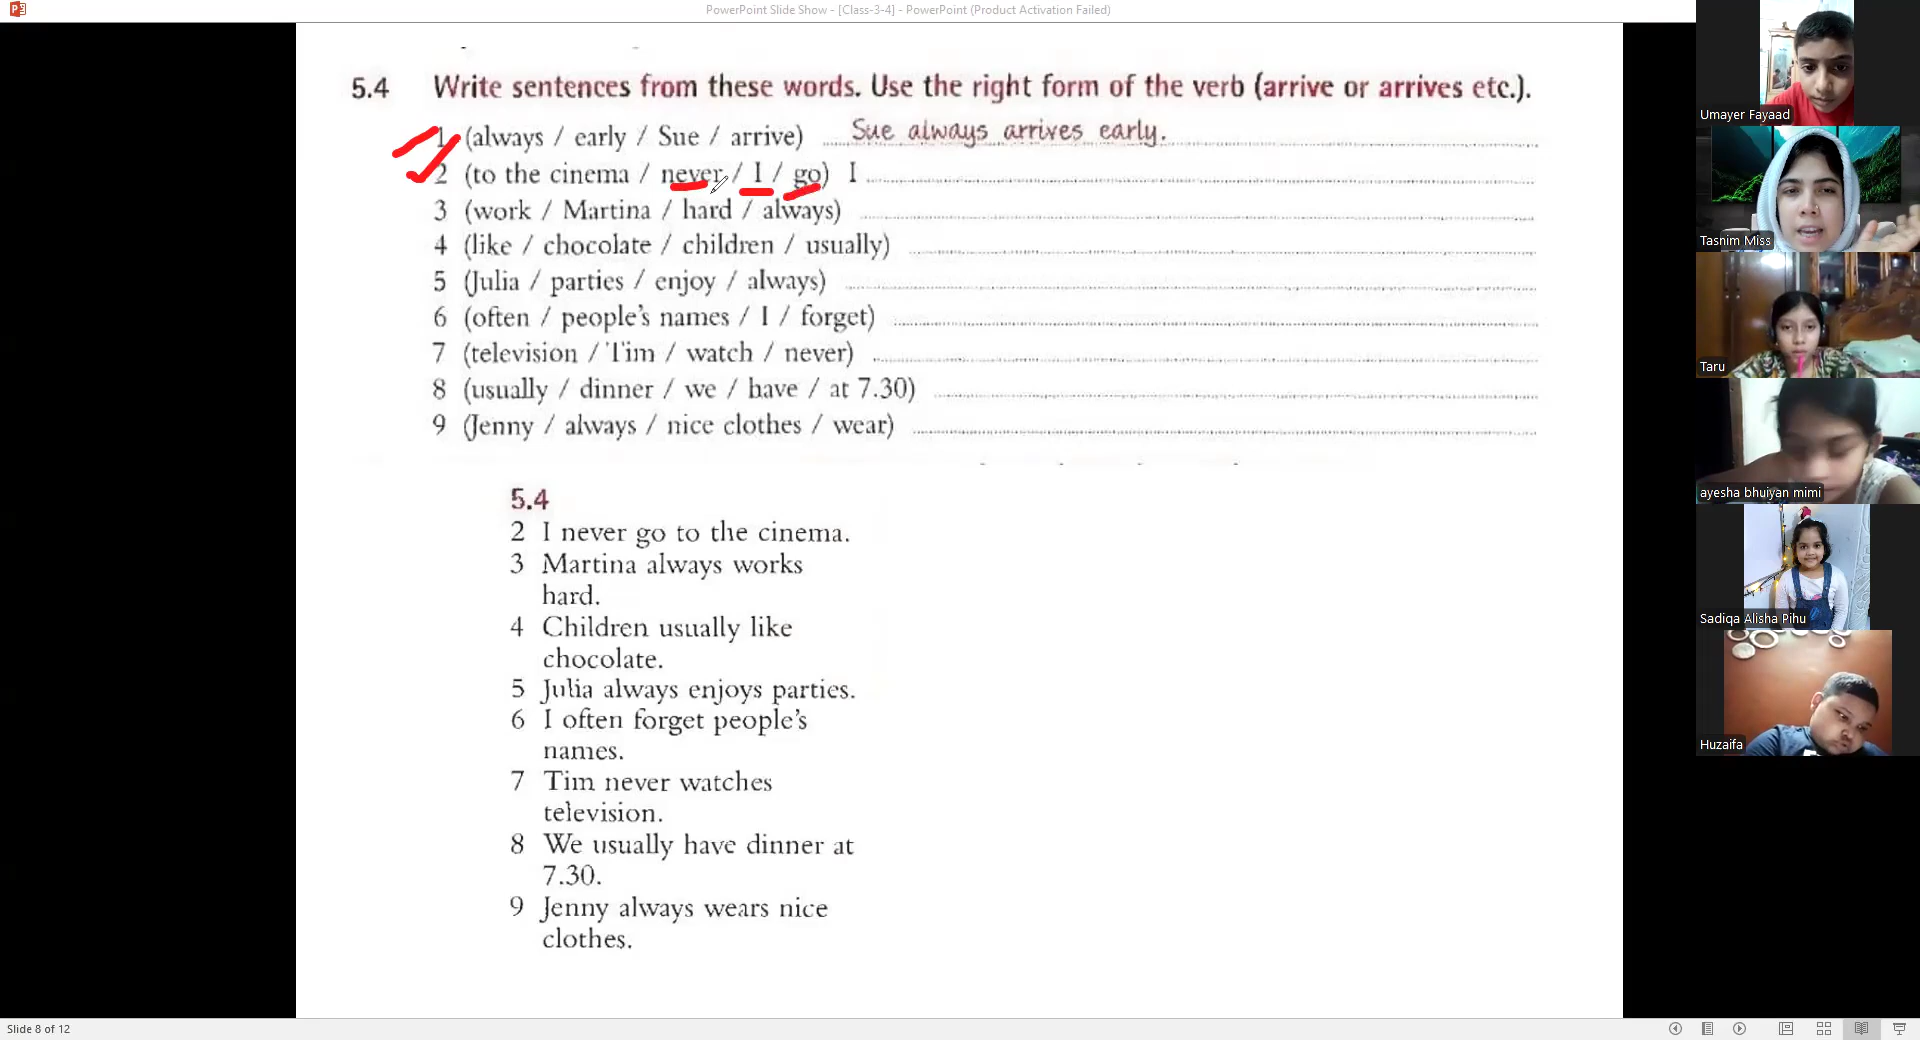 PowerPoint Slide Show - [Class-3-4] - PowerPoint (Product Activation Failed)
5.4 Write sentences from these words. Use the right form of the verb (arrive or arrives etc.).
1 (always / early / Sue / arrive) Sue always arrives early.
2 (to the cinema / never / I / go) I
3 (work / Martina / hard / always)
4 (like / chocolate / children / usually)
5 (Julia / parties / enjoy / always)
6 (often / people's names / I / forget)
7 (television / Tim / watch / never)
8 (usually / dinner / we / have / at 7.30)
9 (Jenny / always / nice clothes / wear)
5.4
2 I never go to the cinema.
3 Martina always works
hard.
4 Children usually like
chocolate.
5 Julia always enjoys parties.
6 I often forget people's
names.
7 Tim never watches
television.
8 We usually have dinner at
7.30.
9 Jenny always wears nice
clothes.
Umayer Fayaad
Tasnim Miss
Taru
ayesha bhuiyan mimi
Sadiqa Alisha Pihu
Huzaifa
Slide 8 of 12